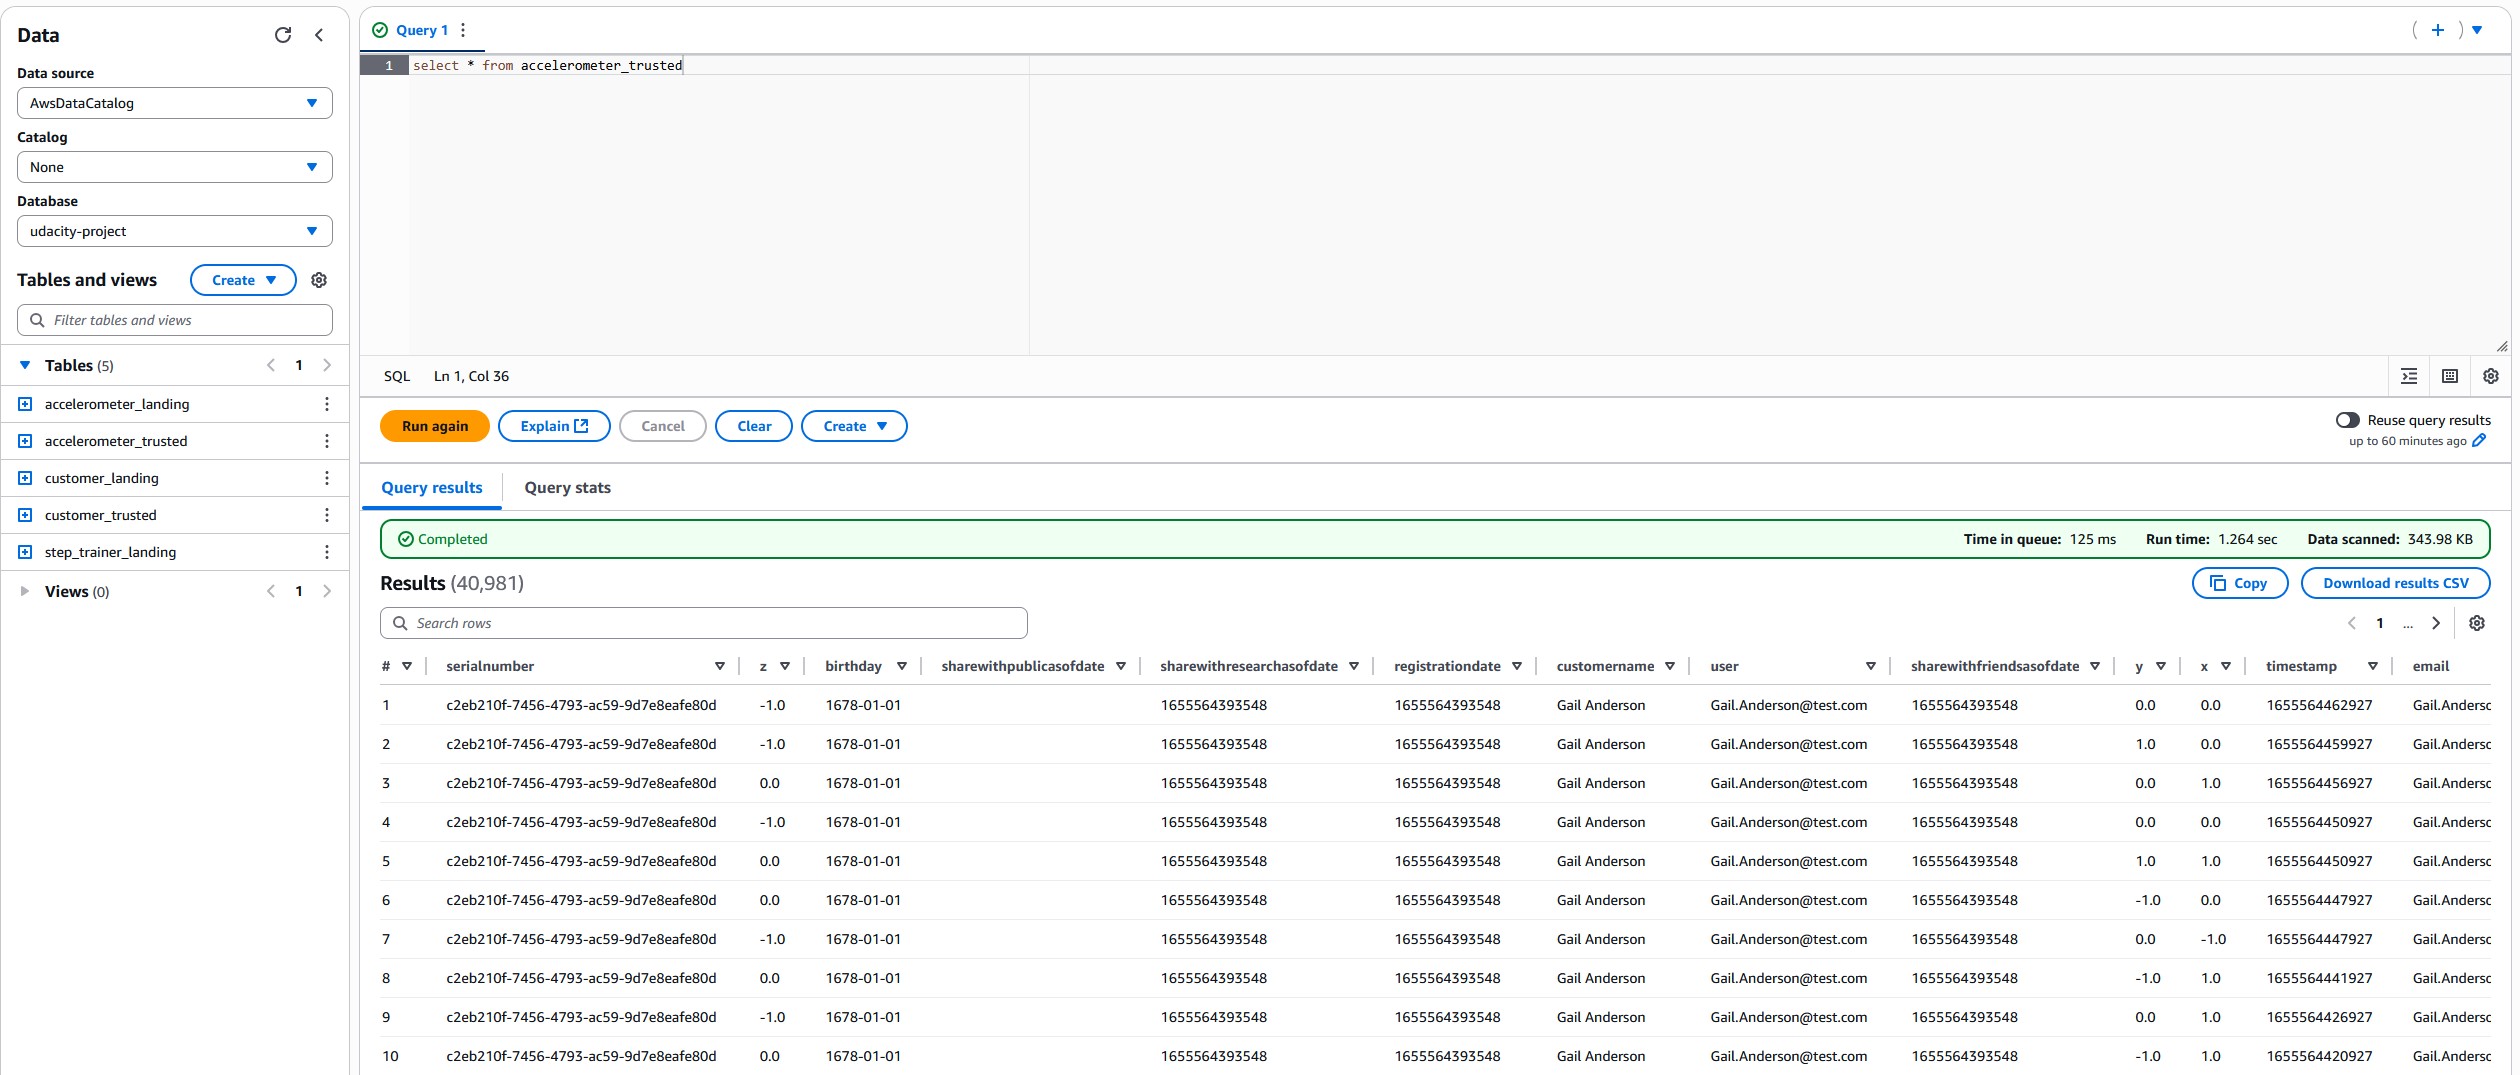 Data
Data source
AwsDataCatalog
Catalog
None
Database
udacity-project
Tables and views Create
Filter tables and views
Tables (5) 1
accelerometer_landing
accelerometer_trusted
customer_landing
customer_trusted
step_trainer_landing
Views (0) 1
Query 1
1 select * from accelerometer_trusted
SQL Ln 1, Col 36
Run again Explain Cancel Clear Create
Reuse query results
up to 60 minutes ago
Query results Query stats
Completed Time in queue: 125 ms Run time: 1.264 sec Data scanned: 343.98 KB
Results (40,981) Copy Download results CSV
Search rows 1 ...
# serialnumber z birthday sharewithpublicasofdate sharewithresearchasofdate registrationdate customername user sharewithfriendsasofdate y x timestamp email
1 c2eb210f-7456-4793-ac59-9d7e8eafe80d -1.0 1678-01-01 1655564393548 1655564393548 Gail Anderson Gail.Anderson@test.com 1655564393548 0.0 0.0 1655564462927 Gail.Andersc
2 c2eb210f-7456-4793-ac59-9d7e8eafe80d -1.0 1678-01-01 1655564393548 1655564393548 Gail Anderson Gail.Anderson@test.com 1655564393548 1.0 0.0 1655564459927 Gail.Andersc
3 c2eb210f-7456-4793-ac59-9d7e8eafe80d 0.0 1678-01-01 1655564393548 1655564393548 Gail Anderson Gail.Anderson@test.com 1655564393548 0.0 1.0 1655564456927 Gail.Andersc
4 c2eb210f-7456-4793-ac59-9d7e8eafe80d -1.0 1678-01-01 1655564393548 1655564393548 Gail Anderson Gail.Anderson@test.com 1655564393548 0.0 0.0 1655564450927 Gail.Andersc
5 c2eb210f-7456-4793-ac59-9d7e8eafe80d 0.0 1678-01-01 1655564393548 1655564393548 Gail Anderson Gail.Anderson@test.com 1655564393548 1.0 1.0 1655564450927 Gail.Andersc
6 c2eb210f-7456-4793-ac59-9d7e8eafe80d 0.0 1678-01-01 1655564393548 1655564393548 Gail Anderson Gail.Anderson@test.com 1655564393548 -1.0 0.0 1655564447927 Gail.Andersc
7 c2eb210f-7456-4793-ac59-9d7e8eafe80d -1.0 1678-01-01 1655564393548 1655564393548 Gail Anderson Gail.Anderson@test.com 1655564393548 0.0 -1.0 1655564447927 Gail.Andersc
8 c2eb210f-7456-4793-ac59-9d7e8eafe80d 0.0 1678-01-01 1655564393548 1655564393548 Gail Anderson Gail.Anderson@test.com 1655564393548 -1.0 1.0 1655564441927 Gail.Andersc
9 c2eb210f-7456-4793-ac59-9d7e8eafe80d -1.0 1678-01-01 1655564393548 1655564393548 Gail Anderson Gail.Anderson@test.com 1655564393548 0.0 1.0 1655564426927 Gail.Andersc
10 c2eb210f-7456-4793-ac59-9d7e8eafe80d 0.0 1678-01-01 1655564393548 1655564393548 Gail Anderson Gail.Anderson@test.com 1655564393548 -1.0 1.0 1655564420927 Gail.Andersc